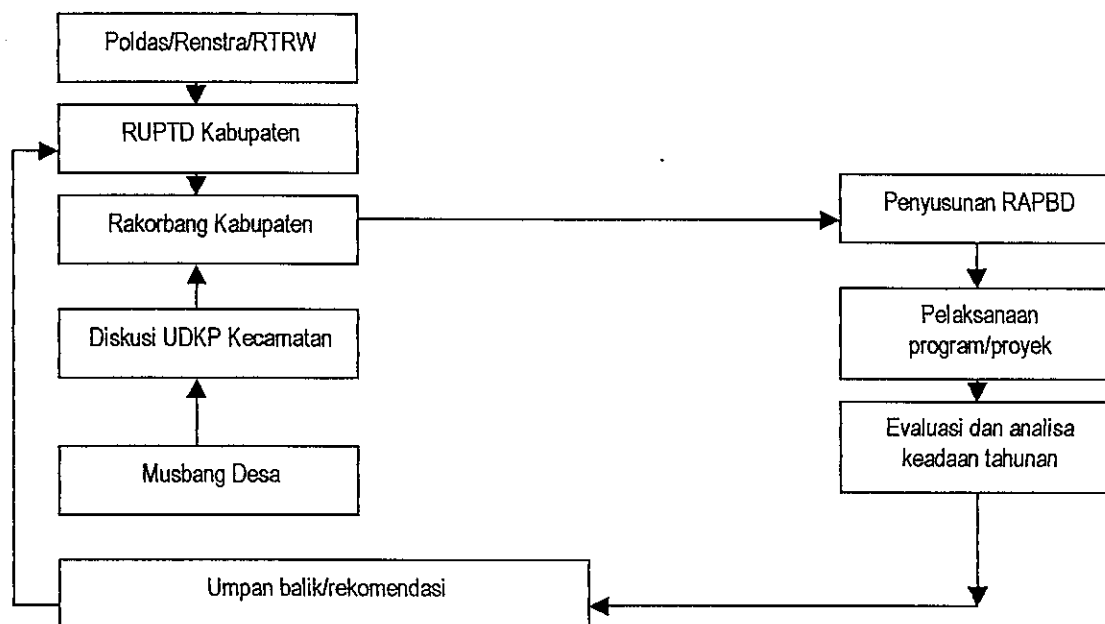 Poldas/Renstra/RTRW
RUPTD Kabupaten
Rakorbang Kabupaten
Diskusi UDKP Kecamatan
Musbang Desa
Penyusunan RAPBD
Pelaksanaan
program/proyek
Evaluasi dan analisa
keadaan tahunan
Umpan balik/rekomendasi